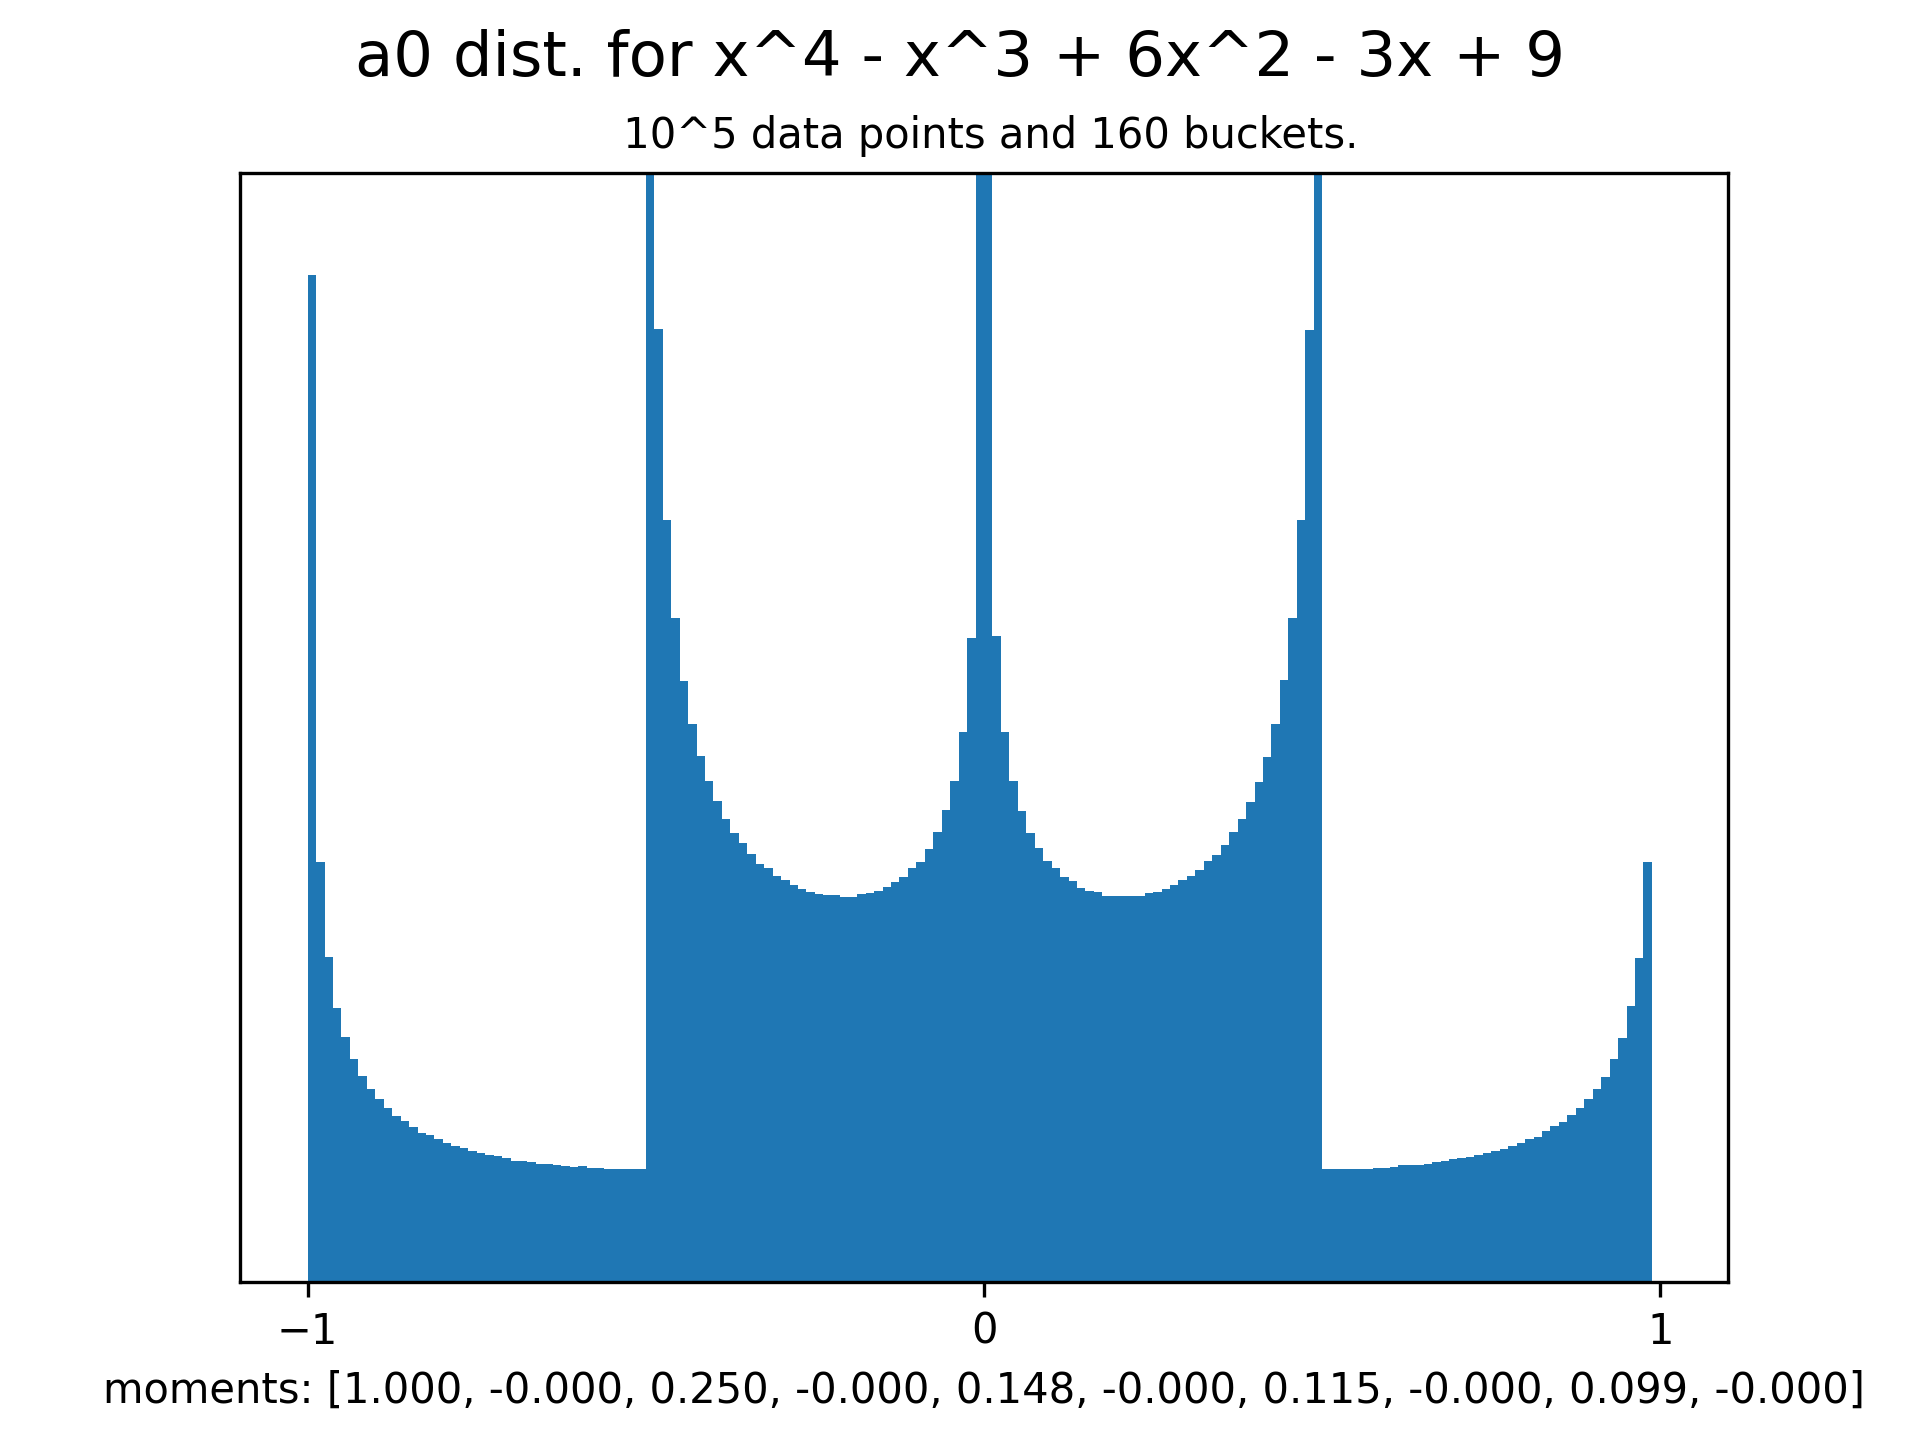 a0 dist. for x^4 - x^3 + 6x^2 - 3x + 9
10^5 data points and 160 buckets.
−1 0 1
moments: [1.000, -0.000, 0.250, -0.000, 0.148, -0.000, 0.115, -0.000, 0.099, -0.000]